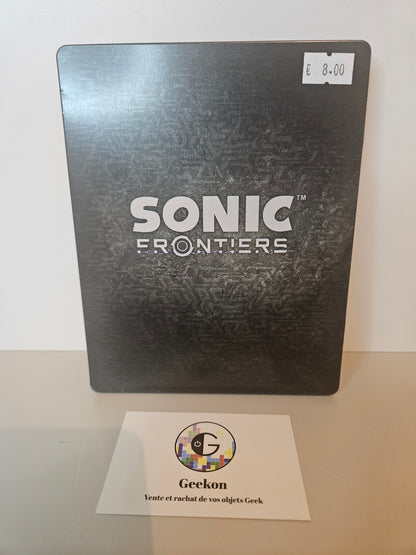 € 8.00
SONIC™
FRONTIERS
G
Geekon
Vente et rachat de vos objets Geek